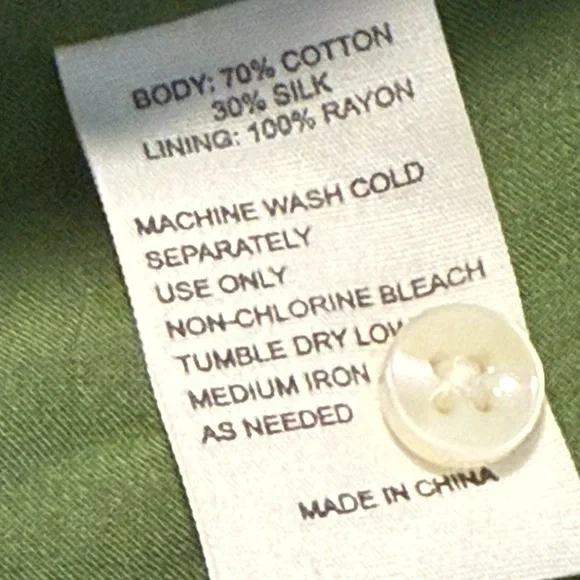 BODY: 70% COTTON
30% SILK
LINING: 100% RAYON
MACHINE WASH COLD
SEPARATELY
USE ONLY
NON-CHLORINE BLEACH
TUMBLE DRY LOW
MEDIUM IRON
AS NEEDED
MADE IN CHINA